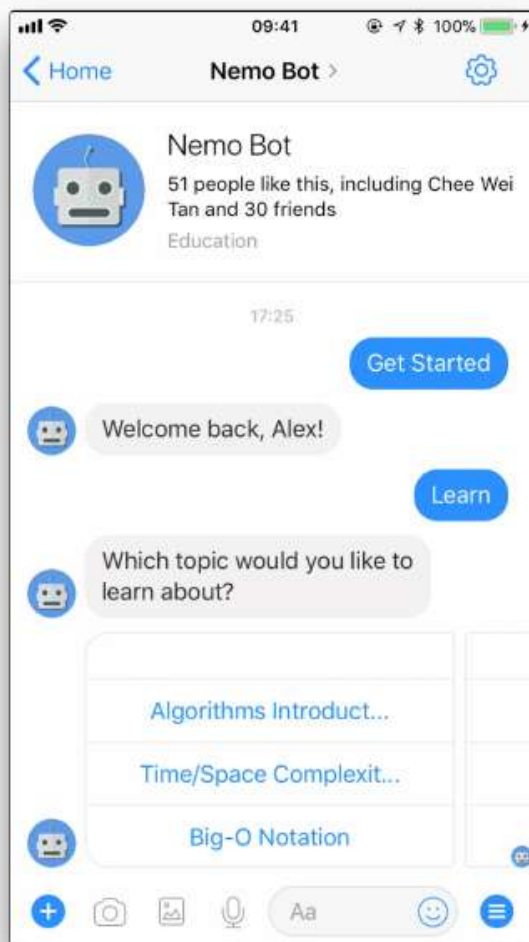 09:41
100%
Home
Nemo Bot
Nemo Bot
51 people like this, including Chee Wei
Tan and 30 friends
Education
17:25
Get Started
Welcome back, Alex!
Learn
Which topic would you like to
learn about?
Algorithms Introduct...
Time/Space Complexit...
Big-O Notation
Aa